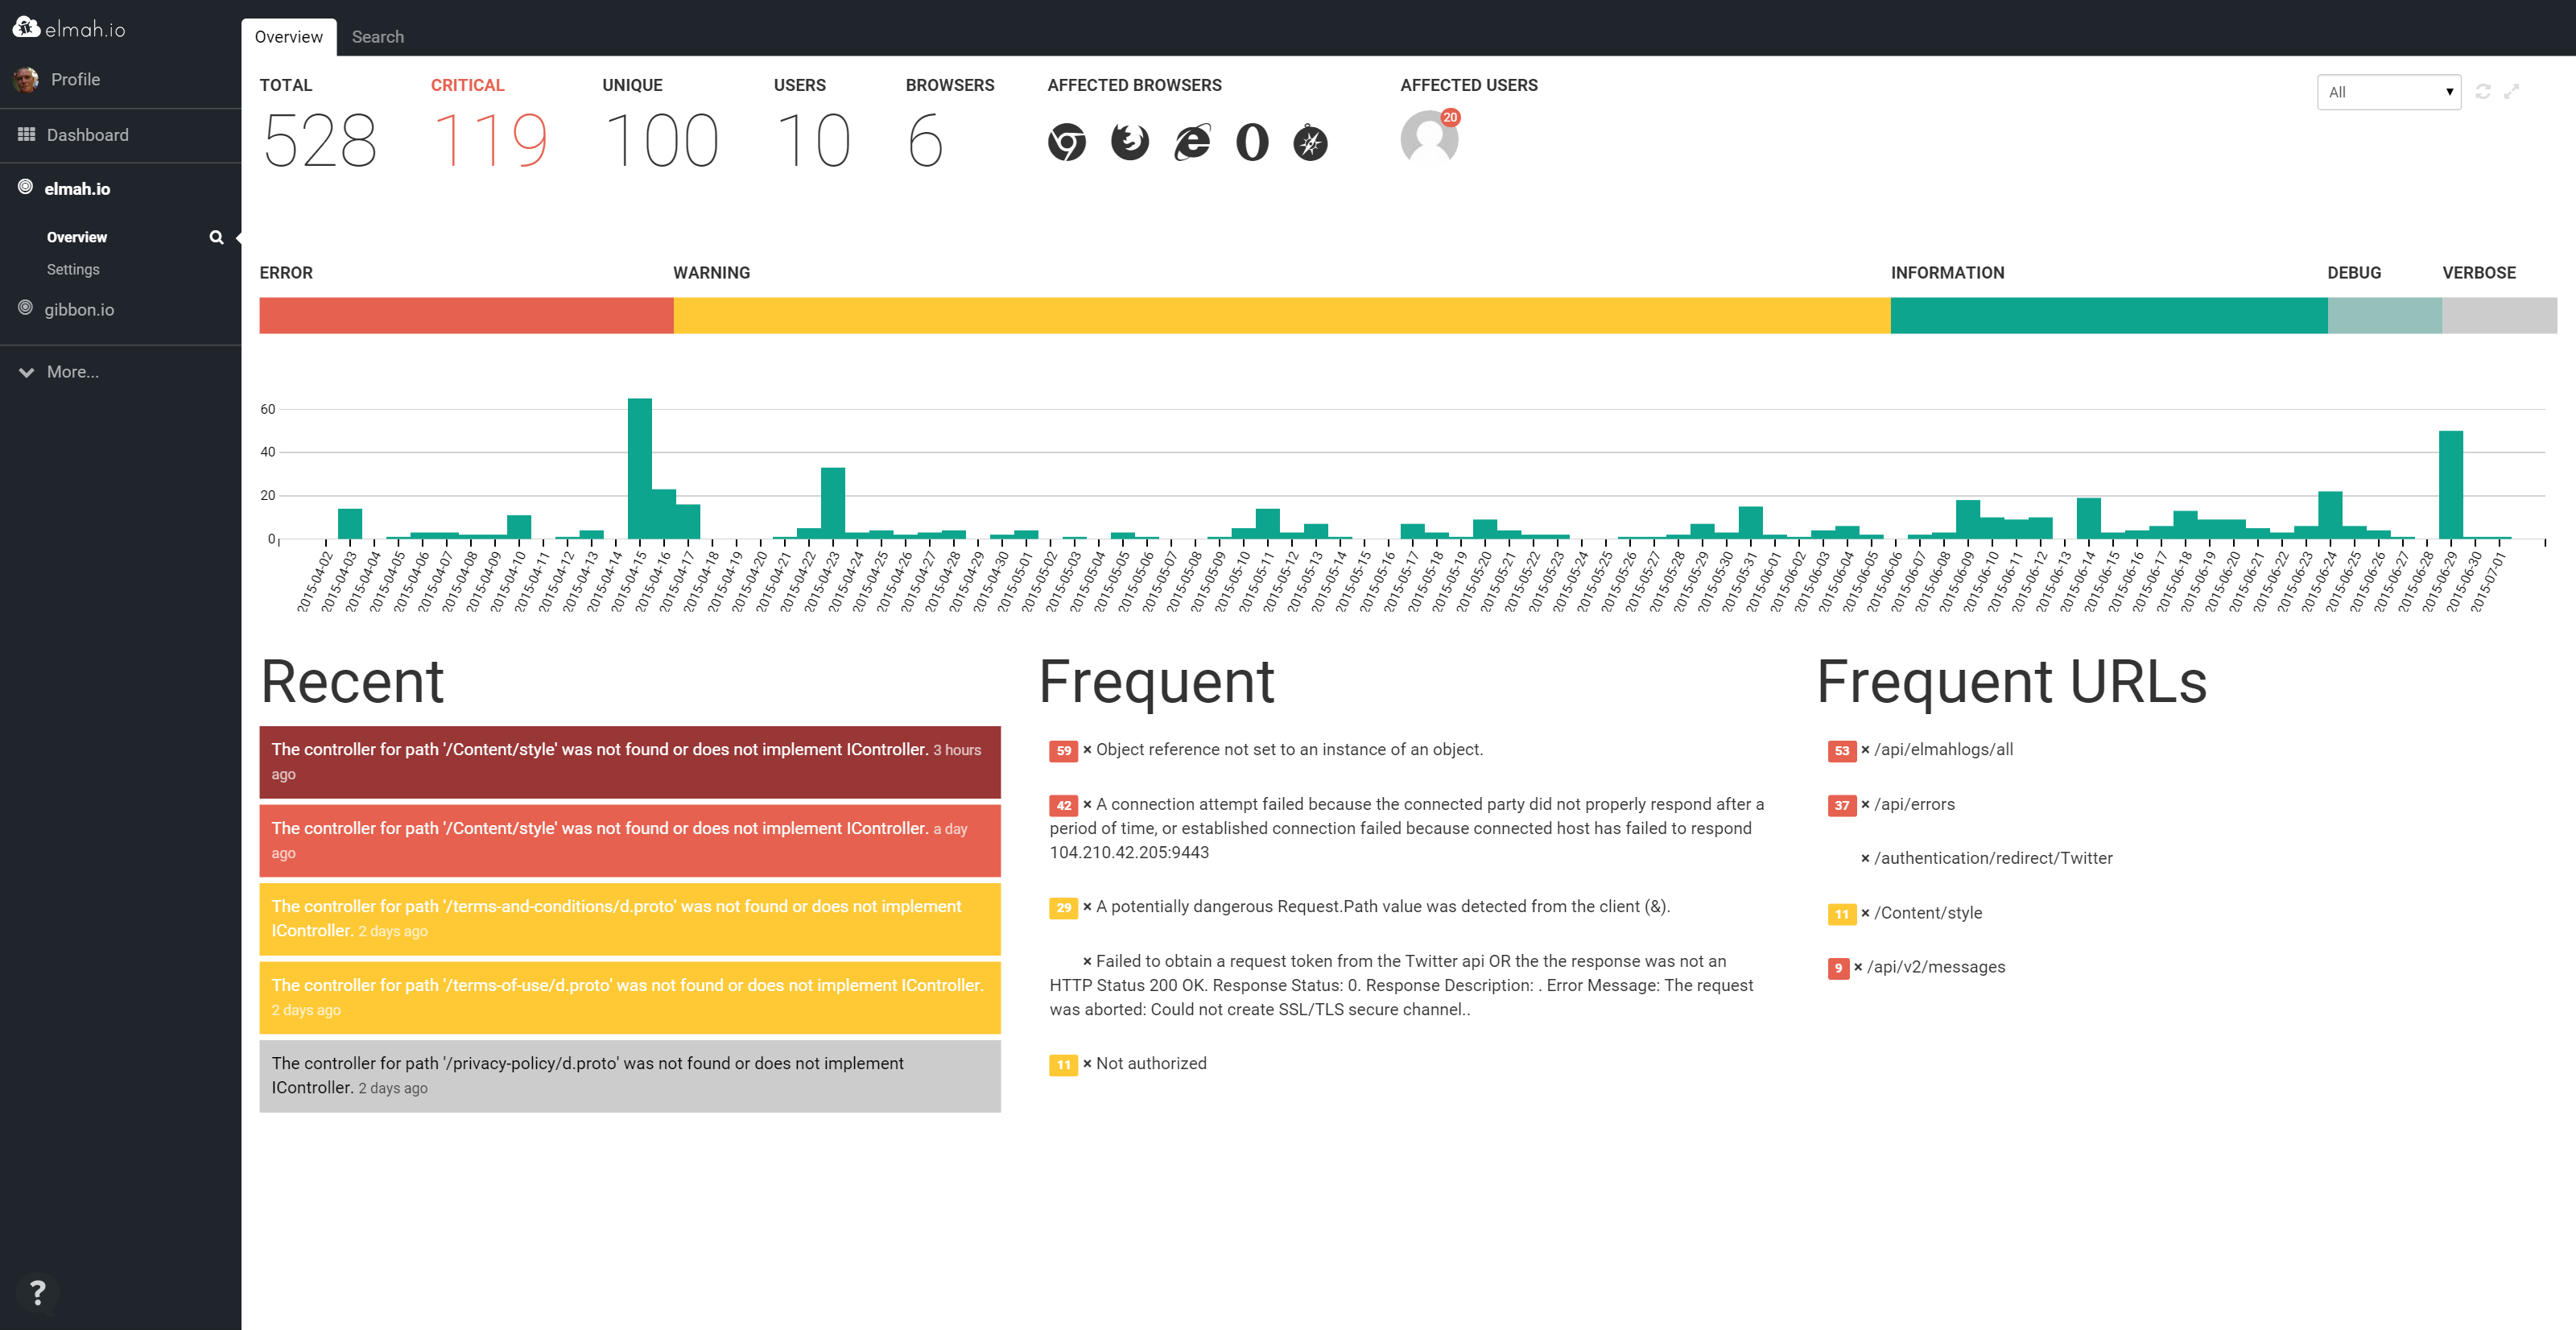 elmah.io
Profile
Dashboard
elmah.io
Overview
Settings
gibbon.io
More...
?
Overview Search
TOTAL CRITICAL UNIQUE USERS BROWSERS AFFECTED BROWSERS AFFECTED USERS
528 119 100 10 6
20
All
ERROR WARNING INFORMATION DEBUG VERBOSE
60
40
20
0
2015-04-02 2015-04-03 2015-04-04 2015-04-05 2015-04-06 2015-04-07 2015-04-08 2015-04-09 2015-04-10 2015-04-11 2015-04-12 2015-04-13 2015-04-14 2015-04-15 2015-04-16 2015-04-17 2015-04-18 2015-04-19 2015-04-20 2015-04-21 2015-04-22 2015-04-23 2015-04-24 2015-04-25 2015-04-26 2015-04-27 2015-04-28 2015-04-29 2015-04-30 2015-05-01 2015-05-02 2015-05-03 2015-05-04 2015-05-05 2015-05-06 2015-05-07 2015-05-08 2015-05-09 2015-05-10 2015-05-11 2015-05-12 2015-05-13 2015-05-14 2015-05-15 2015-05-16 2015-05-17 2015-05-18 2015-05-19 2015-05-20 2015-05-21 2015-05-22 2015-05-23 2015-05-24 2015-05-25 2015-05-26 2015-05-27 2015-05-28 2015-05-29 2015-05-30 2015-05-31 2015-06-01 2015-06-02 2015-06-03 2015-06-04 2015-06-05 2015-06-06 2015-06-07 2015-06-08 2015-06-09 2015-06-10 2015-06-11 2015-06-12 2015-06-13 2015-06-14 2015-06-15 2015-06-16 2015-06-17 2015-06-18 2015-06-19 2015-06-20 2015-06-21 2015-06-22 2015-06-23 2015-06-24 2015-06-25 2015-06-26 2015-06-27 2015-06-28 2015-06-29 2015-06-30 2015-07-01
Recent
The controller for path '/Content/style' was not found or does not implement IController. 3 hours
ago
The controller for path '/Content/style' was not found or does not implement IController. a day
ago
The controller for path '/terms-and-conditions/d.proto' was not found or does not implement
IController. 2 days ago
The controller for path '/terms-of-use/d.proto' was not found or does not implement IController.
2 days ago
The controller for path '/privacy-policy/d.proto' was not found or does not implement
IController. 2 days ago
Frequent
59 × Object reference not set to an instance of an object.
42 × A connection attempt failed because the connected party did not properly respond after a
period of time, or established connection failed because connected host has failed to respond
104.210.42.205:9443
29 × A potentially dangerous Request.Path value was detected from the client (&).
× Failed to obtain a request token from the Twitter api OR the the response was not an
HTTP Status 200 OK. Response Status: 0. Response Description: . Error Message: The request
was aborted: Could not create SSL/TLS secure channel..
11 × Not authorized
Frequent URLs
53 × /api/elmahlogs/all
37 × /api/errors
× /authentication/redirect/Twitter
11 × /Content/style
9 × /api/v2/messages